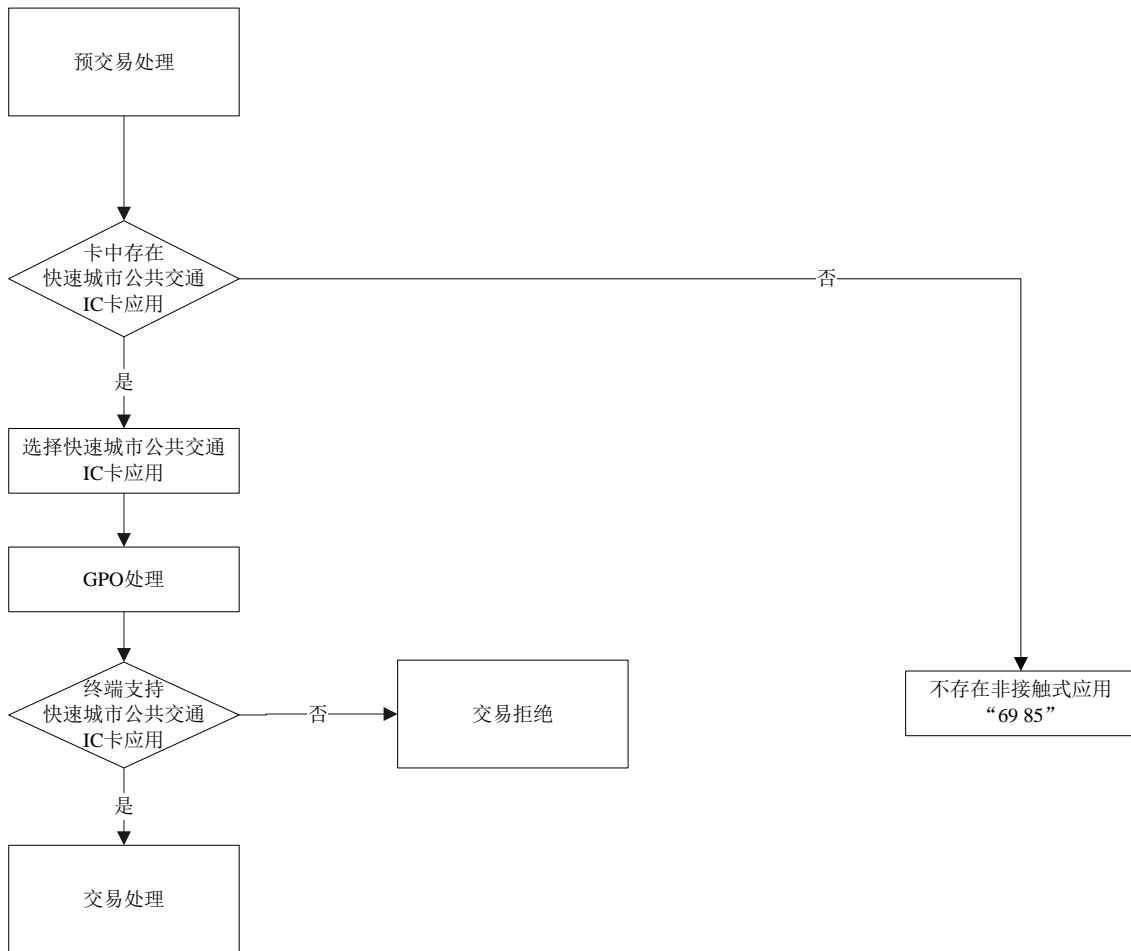 预交易处理
卡中存在
快速城市公共交通
IC卡应用
否
是
选择快速城市公共交通
IC卡应用
GPO处理
终端支持
快速城市公共交通
IC卡应用
否
交易拒绝
不存在非接触式应用
“69 85”
是
交易处理